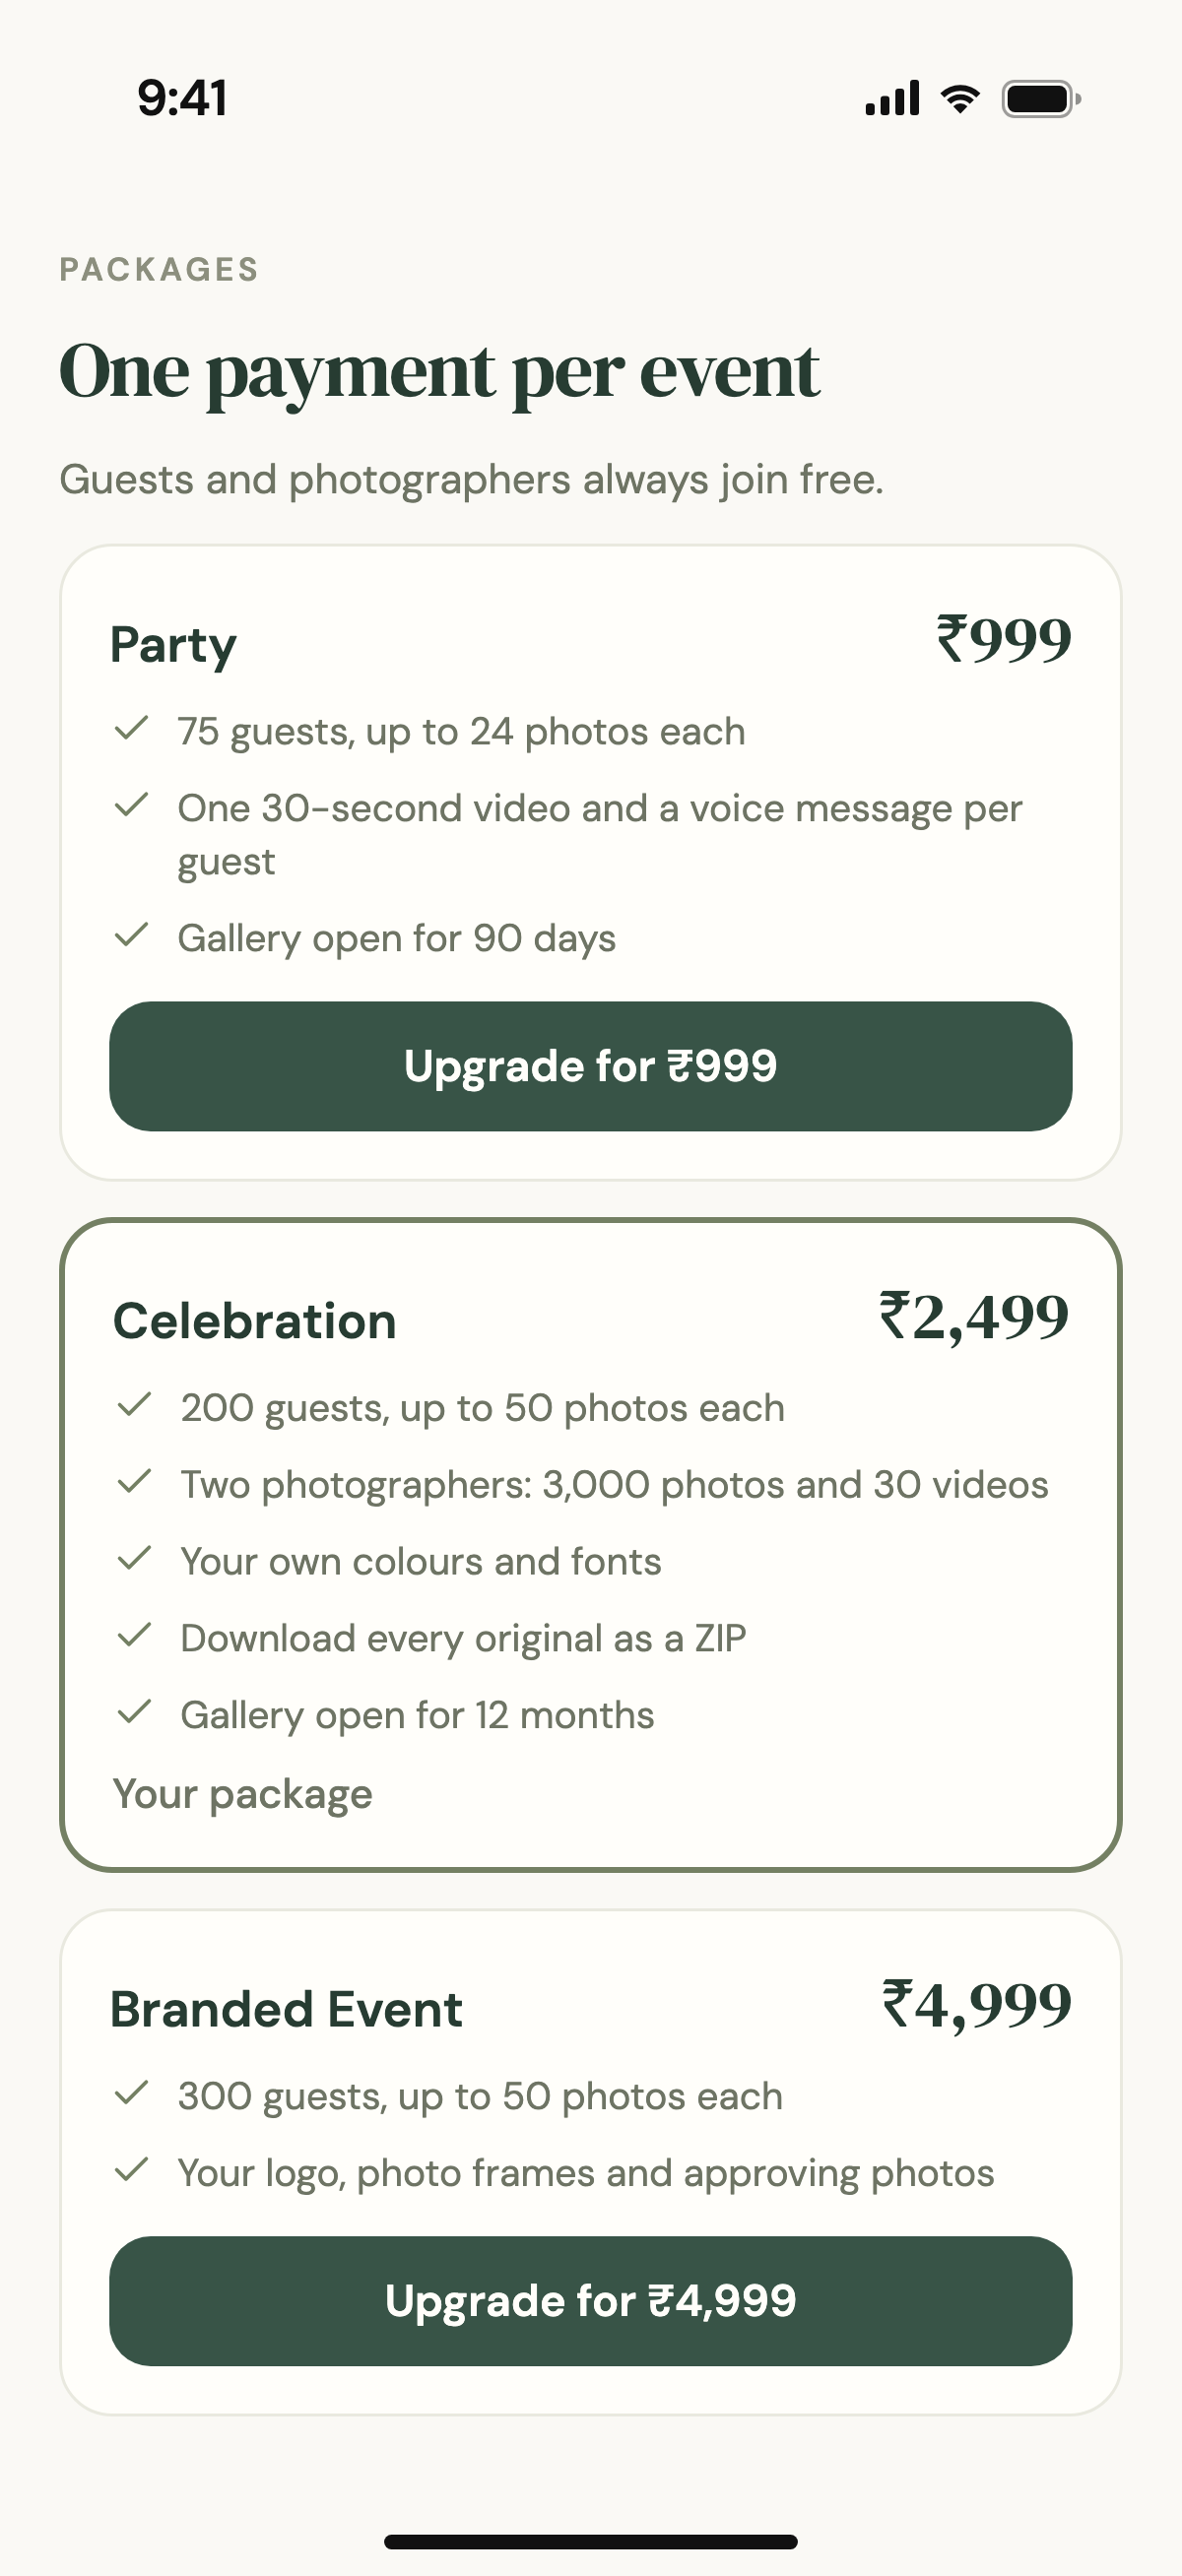 9:41
PACKAGES
One payment per event
Guests and photographers always join free.
Party
₹999
75 guests, up to 24 photos each
One 30-second video and a voice message per
guest
Gallery open for 90 days
Upgrade for ₹999
Celebration
₹2,499
200 guests, up to 50 photos each
Two photographers: 3,000 photos and 30 videos
Your own colours and fonts
Download every original as a ZIP
Gallery open for 12 months
Your package
Branded Event
₹4,999
300 guests, up to 50 photos each
Your logo, photo frames and approving photos
Upgrade for ₹4,999